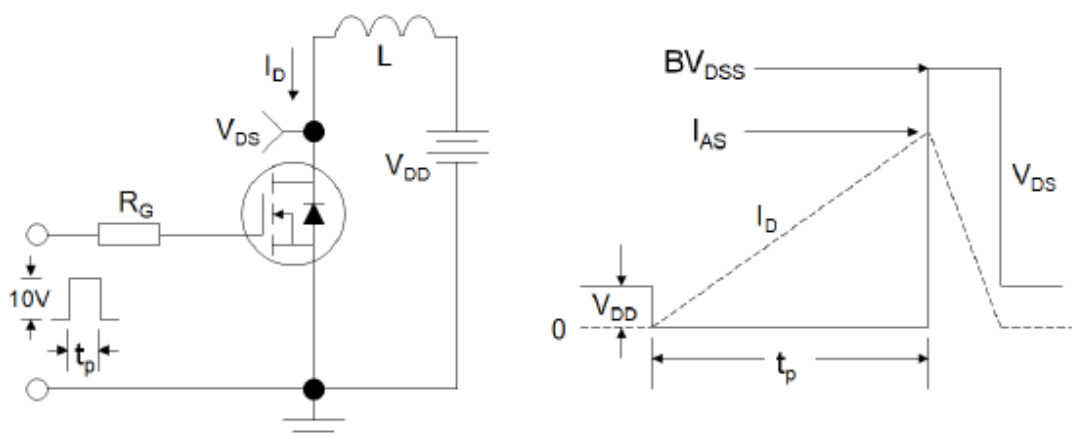 L
I_D
V_DS
V_DD
R_G
10V
t_p
BV_DSS
I_AS
V_DS
I_D
V_DD
0
t_p